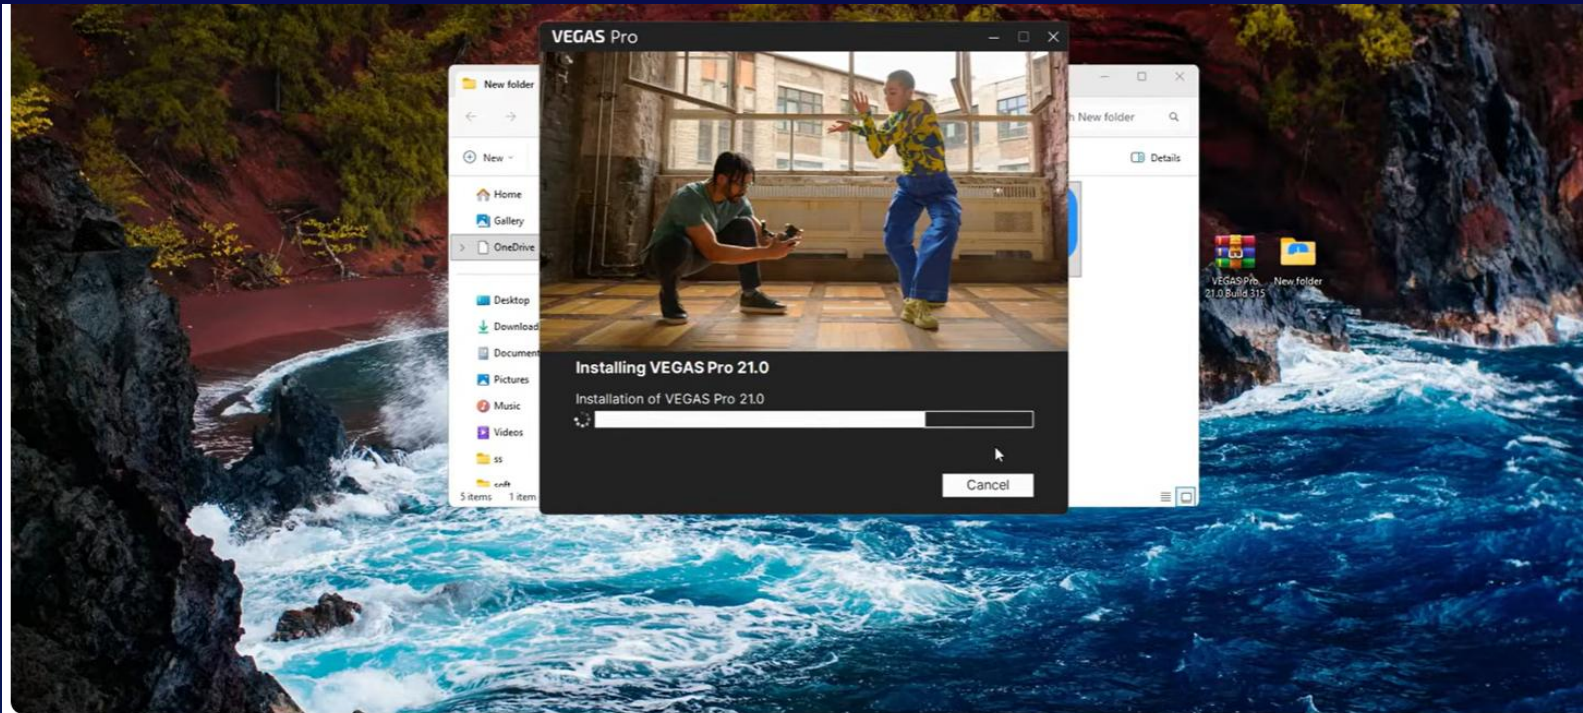 VEGAS Pro
New folder
New folder
New
Details
Home
Gallery
OneDrive
Desktop
Download
Document
Pictures
Music
Videos
ss
5 items 1 item
Installing VEGAS Pro 21.0
Installation of VEGAS Pro 21.0
Cancel
VEGAS Pro
21.0 Build 315
New folder